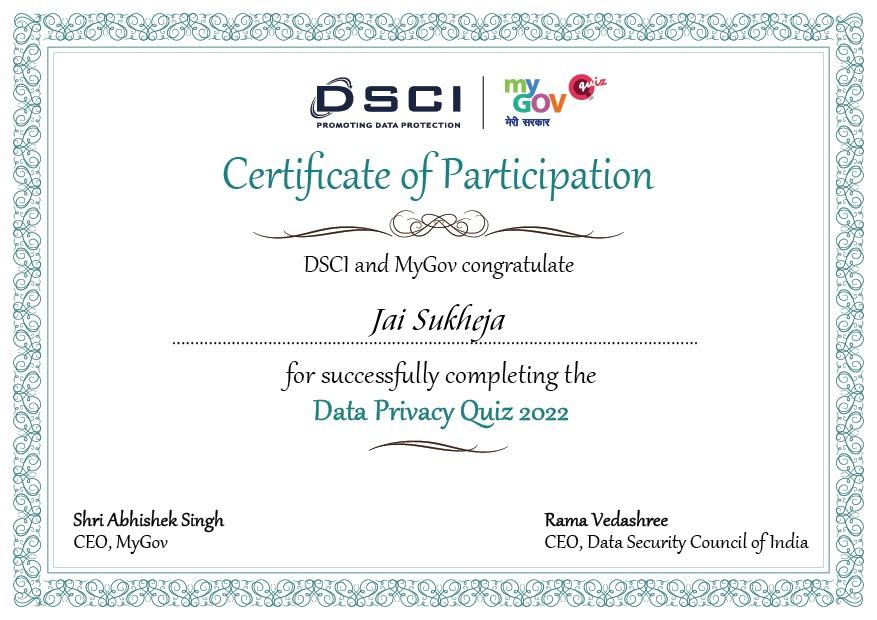 DSCI
PROMOTING DATA PROTECTION
my
GOV
quiz
मेरी सरकार
Certificate of Participation
DSCI and MyGov congratulate
Jai Sukheja
for successfully completing the
Data Privacy Quiz 2022
Shri Abhishek Singh
CEO, MyGov
Rama Vedashree
CEO, Data Security Council of India